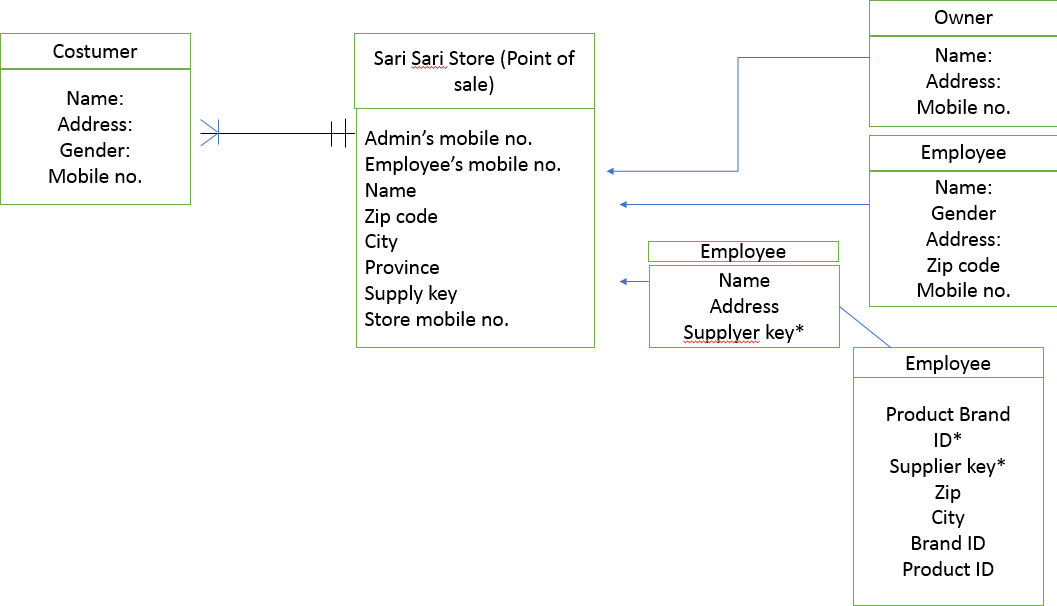 Costumer
Name:
Address:
Gender:
Mobile no.
Sari Sari Store (Point of
sale)
Admin's mobile no.
Employee's mobile no.
Name
Zip code
City
Province
Supply key
Store mobile no.
Owner
Name:
Address:
Mobile no.
Employee
Name:
Gender
Address:
Zip code
Mobile no.
Employee
Name
Address
Supplyer key*
Employee
Product Brand
ID*
Supplier key*
Zip
City
Brand ID
Product ID